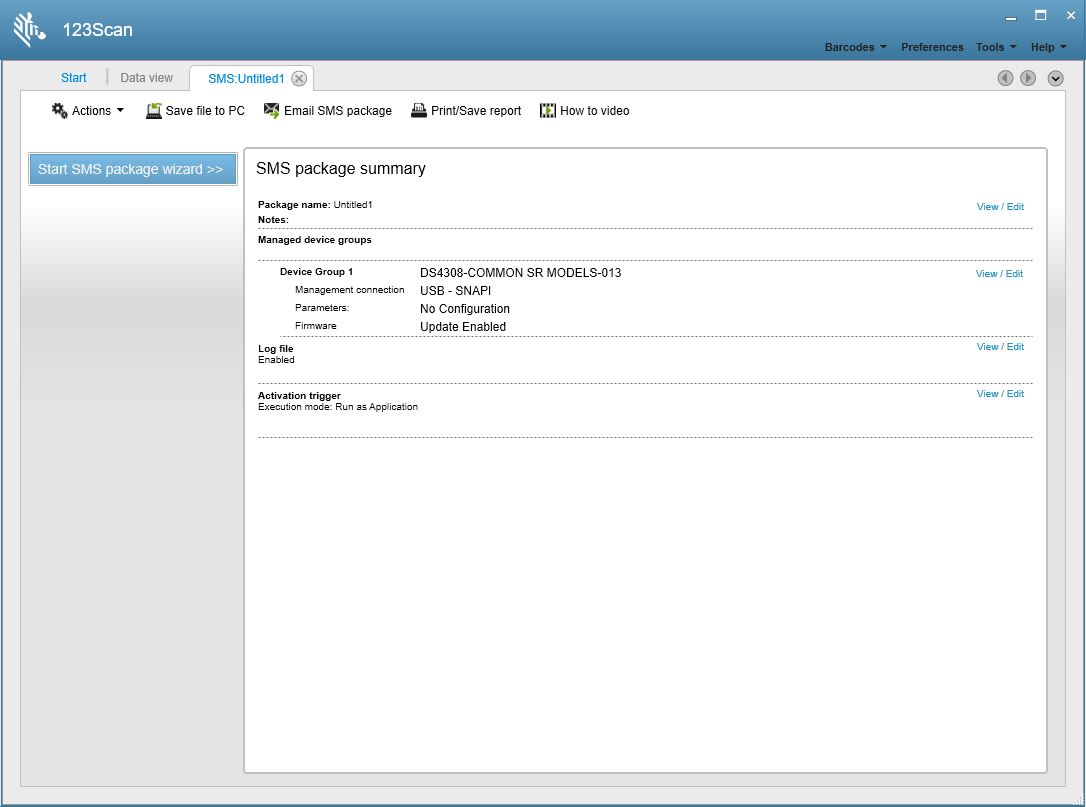 123Scan
Barcodes Preferences Tools Help
Start Data view SMS:Untitled1
Actions Save file to PC Email SMS package Print/Save report How to video
Start SMS package wizard >>
SMS package summary
Package name: Untitled1 View / Edit
Notes:
Managed device groups
Device Group 1 DS4308-COMMON SR MODELS-013 View / Edit
Management connection USB - SNAPI
Parameters: No Configuration
Firmware Update Enabled
Log file View / Edit
Enabled
Activation trigger View / Edit
Execution mode: Run as Application